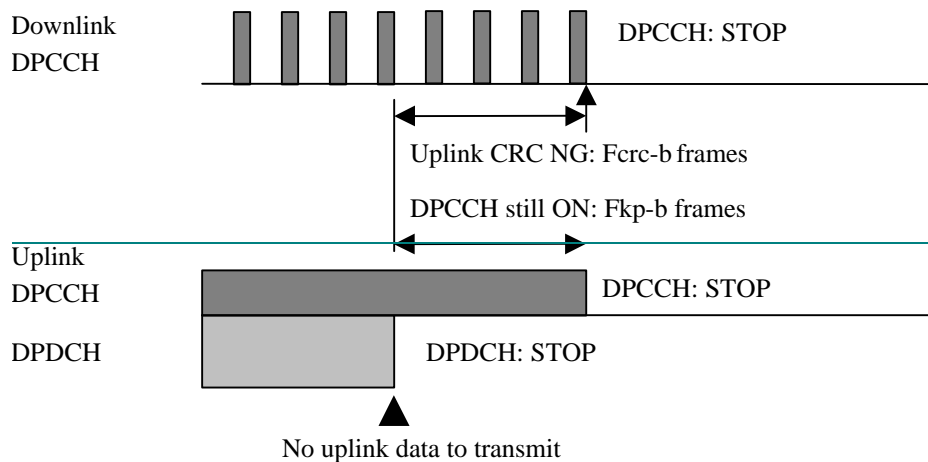 Downlink
DPCCH
DPCCH: STOP
Uplink CRC NG: Fcrc-b frames
DPCCH still ON: Fkp-b frames
Uplink
DPCCH
DPCCH: STOP
DPDCH
DPDCH: STOP
No uplink data to transmit